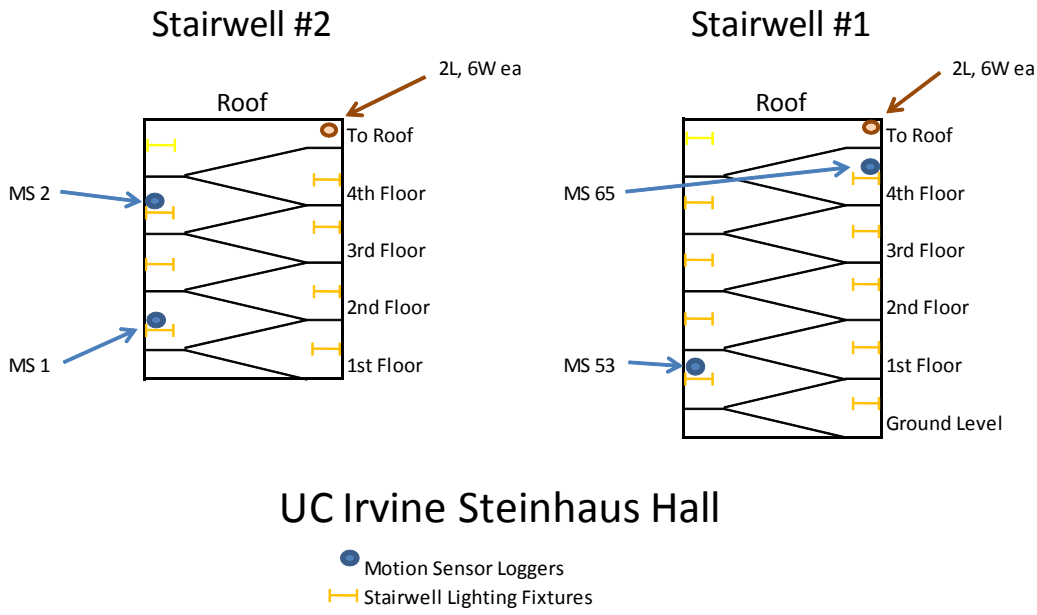 Stairwell #2
Stairwell #1
2L, 6W ea
2L, 6W ea
Roof
Roof
To Roof
To Roof
MS 2
4th Floor
MS 65
4th Floor
3rd Floor
3rd Floor
2nd Floor
2nd Floor
MS 1
1st Floor
MS 53
1st Floor
Ground Level
UC Irvine Steinhaus Hall
Motion Sensor Loggers
Stairwell Lighting Fixtures